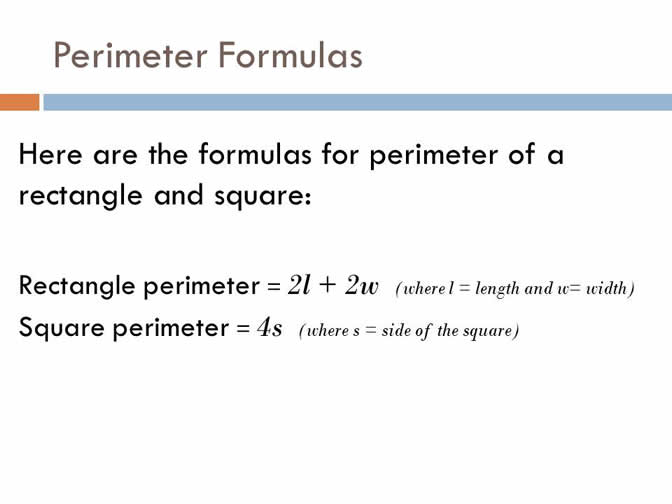 Perimeter Formulas
Here are the formulas for perimeter of a
rectangle and square:
Rectangle perimeter = 2l + 2w (where l = length and w= width)
Square perimeter = 4s (where s = side of the square)